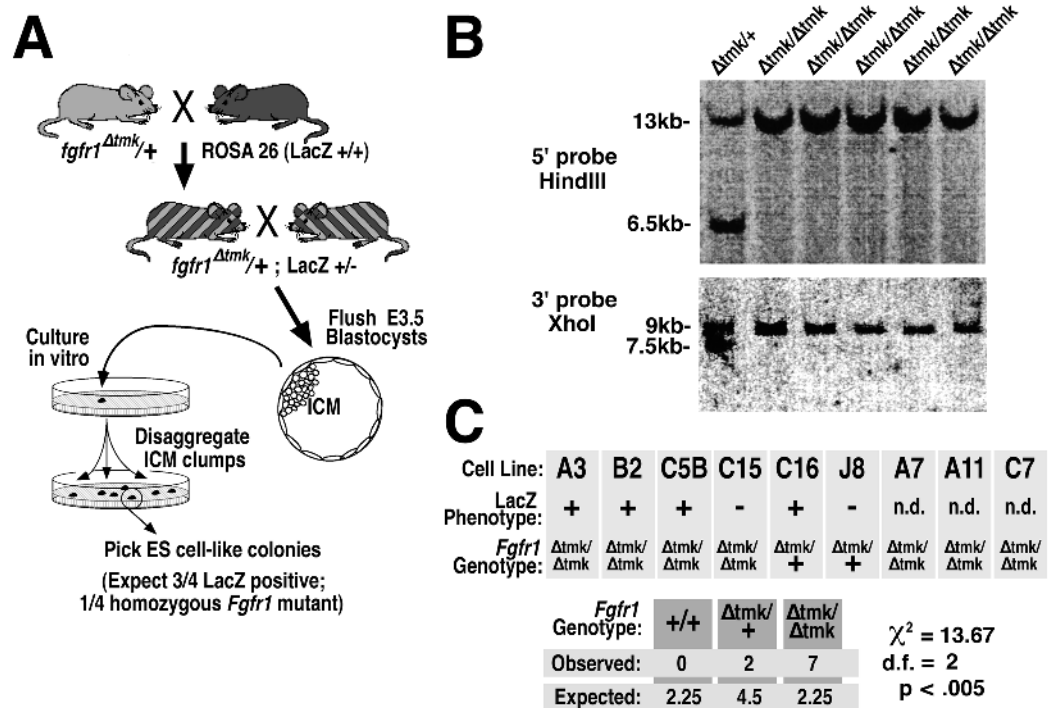 A
X
fgfr1 Δtmk/+
ROSA 26 (LacZ +/+)
X
fgfr1 Δtmk/+ ; LacZ +/-
Flush E3.5
Blastocysts
Culture
in vitro
ICM
Disaggregate
ICM clumps
Pick ES cell-like colonies
(Expect 3/4 LacZ positive;
1/4 homozygous Fgfr1 mutant)
B
Δtmk/+ Δtmk/Δtmk Δtmk/Δtmk Δtmk/Δtmk Δtmk/Δtmk Δtmk/Δtmk
13kb-
5' probe
HindIII
6.5kb-
3' probe
XhoI
9kb-
7.5kb-
C
Cell Line: A3 B2 C5B C15 C16 J8 A7 A11 C7
LacZ
Phenotype: + + + - + - n.d. n.d. n.d.
Fgfr1 Δtmk/ Δtmk/ Δtmk/ Δtmk/ Δtmk/ Δtmk/ Δtmk/ Δtmk/ Δtmk/
Genotype: Δtmk Δtmk Δtmk Δtmk + + Δtmk Δtmk Δtmk
Fgfr1 Δtmk/ Δtmk/
Genotype: +/+ + Δtmk
Observed: 0 2 7
Expected: 2.25 4.5 2.25
χ² = 13.67
d.f. = 2
p < .005